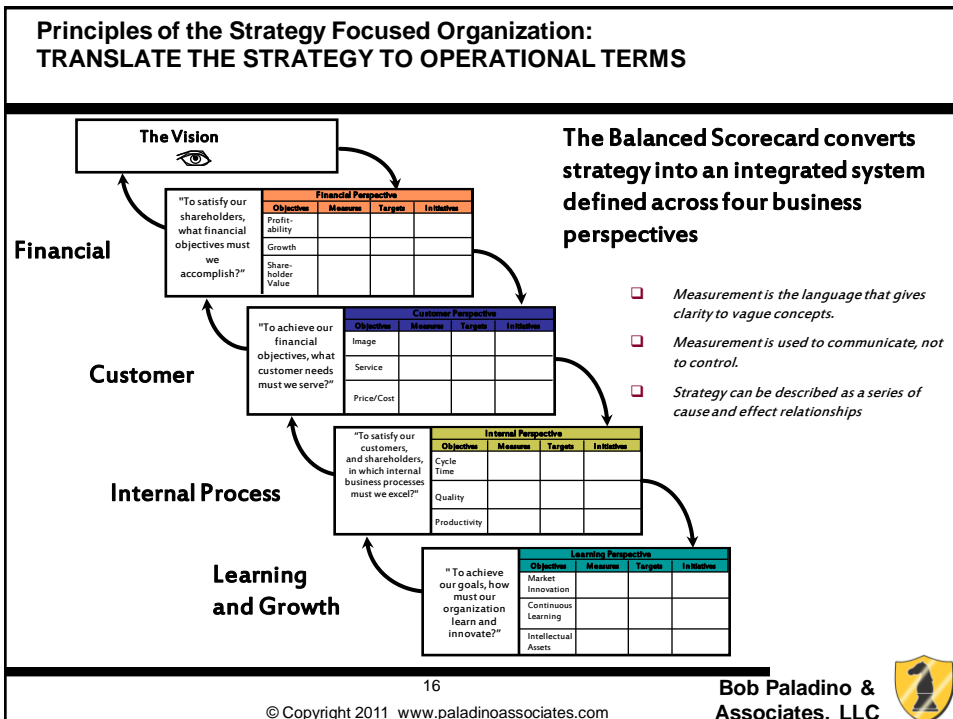 Principles of the Strategy Focused Organization:
TRANSLATE THE STRATEGY TO OPERATIONAL TERMS
The Vision
The Balanced Scorecard converts
strategy into an integrated system
defined across four business
perspectives
Financial
"To satisfy our
shareholders,
what financial
objectives must
we
accomplish?"
Financial Perspective
Objectives Measures Targets Initiatives
Profit-
ability
Growth
Share-
holder
Value
Measurement is the language that gives
clarity to vague concepts.
Measurement is used to communicate, not
to control.
Strategy can be described as a series of
cause and effect relationships
Customer
"To achieve our
financial
objectives, what
customer needs
must we serve?"
Customer Perspective
Objectives Measures Targets Initiatives
Image
Service
Price/Cost
Internal Process
"To satisfy our
customers,
and shareholders,
in which internal
business processes
must we excel?"
Internal Perspective
Objectives Measures Targets Initiatives
Cycle
Time
Quality
Productivity
Learning
and Growth
" To achieve
our goals, how
must our
organization
learn and
innovate?"
Learning Perspective
Objectives Measures Targets Initiatives
Market
Innovation
Continuous
Learning
Intellectual
Assets
16
© Copyright 2011 www.paladinoassociates.com
Bob Paladino &
Associates, LLC